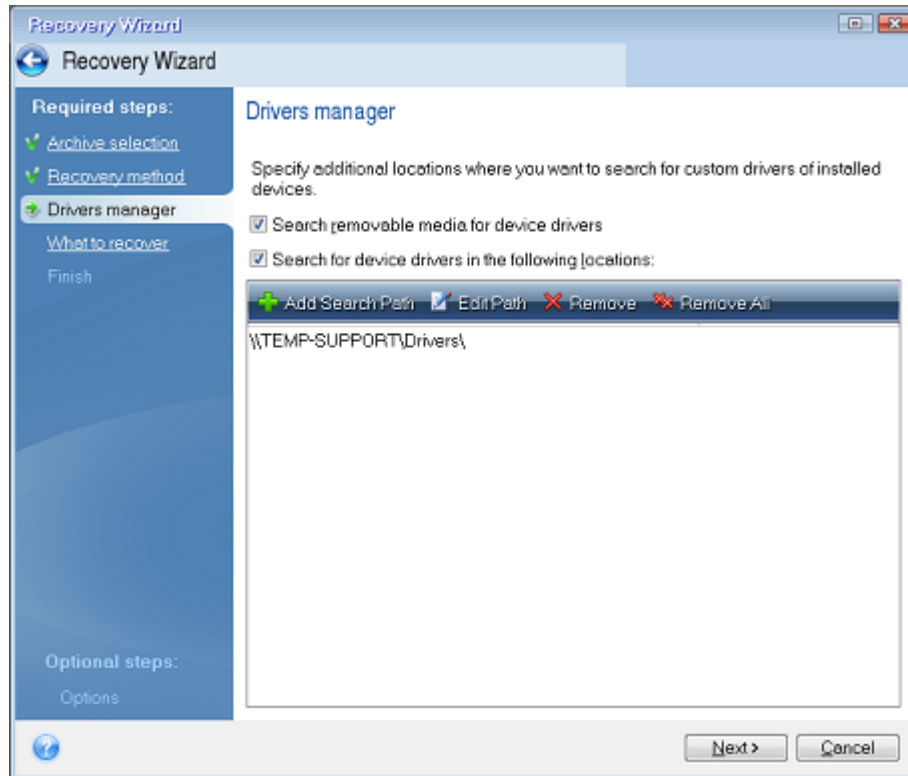 Recovery Wizard
Recovery Wizard
Required steps:
Archive selection
Recovery method
Drivers manager
What to recover
Finish
Optional steps:
Options
Drivers manager
Specify additional locations where you want to search for custom drivers of installed
devices.
Search removable media for device drivers
Search for device drivers in the following locations:
Add Search Path Edit Path Remove Remove All
\\TEMP-SUPPORT\Drivers\
Next > Cancel